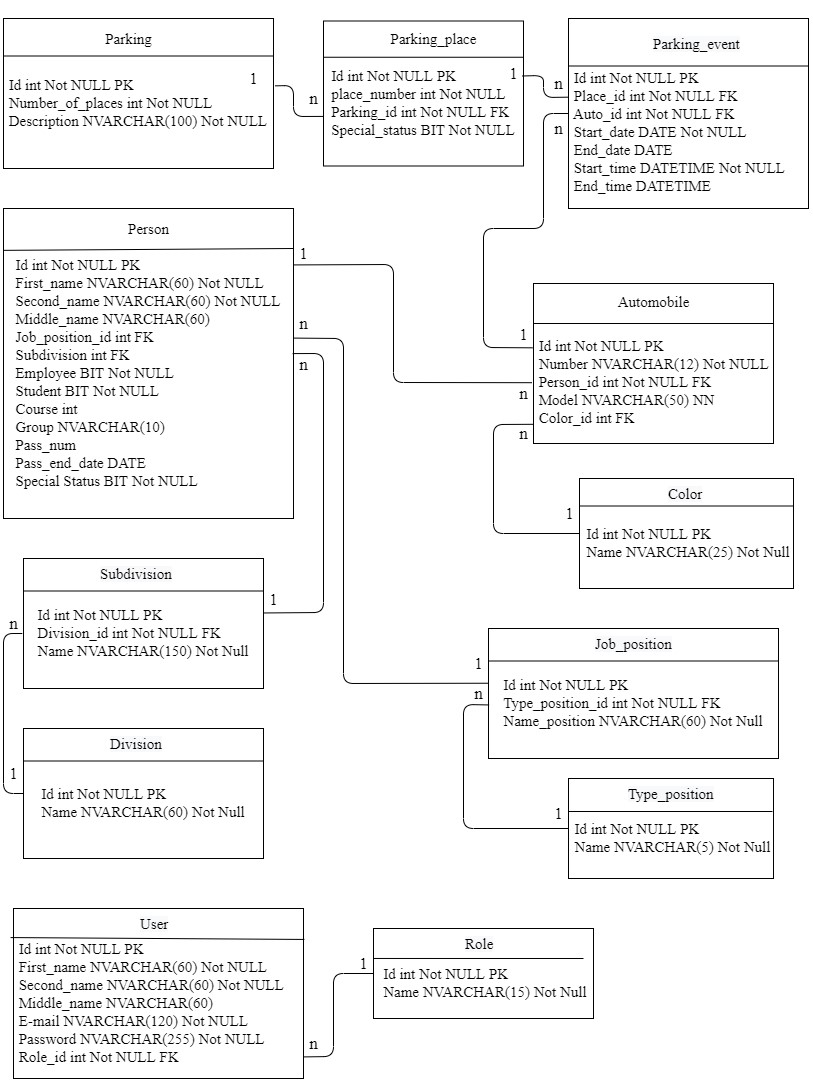 Parking
Id int Not NULL PK
1
Number_of_places int Not NULL
Description NVARCHAR(100) Not NULL
n
Parking_place
Id int Not NULL PK
1
place_number int Not NULL
Parking_id int Not NULL FK
Special_status BIT Not NULL
n
Parking_event
Id int Not NULL PK
Place_id int Not NULL FK
Auto_id int Not NULL FK
n
Start_date DATE Not NULL
End_date DATE
Start_time DATETIME Not NULL
End_time DATETIME
Person
1
Id int Not NULL PK
First_name NVARCHAR(60) Not NULL
Second_name NVARCHAR(60) Not NULL
Middle_name NVARCHAR(60)
n
Job_position_id int FK
Subdivision int FK
n
Employee BIT Not NULL
Student BIT Not NULL
Course int
Group NVARCHAR(10)
Pass_num
Pass_end_date DATE
Special Status BIT Not NULL
Automobile
1
Id int Not NULL PK
Number NVARCHAR(12) Not NULL
Person_id int Not NULL FK
n
Model NVARCHAR(50) NN
Color_id int FK
n
Color
1
Id int Not NULL PK
Name NVARCHAR(25) Not Null
Subdivision
1
Id int Not NULL PK
n
Division_id int Not NULL FK
Name NVARCHAR(150) Not Null
Job_position
1
Id int Not NULL PK
n
Type_position_id int Not NULL FK
Name_position NVARCHAR(60) Not Null
Division
1
Id int Not NULL PK
Name NVARCHAR(60) Not Null
Type_position
1
Id int Not NULL PK
Name NVARCHAR(5) Not Null
User
Id int Not NULL PK
First_name NVARCHAR(60) Not NULL
Second_name NVARCHAR(60) Not NULL
Middle_name NVARCHAR(60)
E-mail NVARCHAR(120) Not NULL
Password NVARCHAR(255) Not NULL
n
Role_id int Not NULL FK
Role
1
Id int Not NULL PK
Name NVARCHAR(15) Not Null